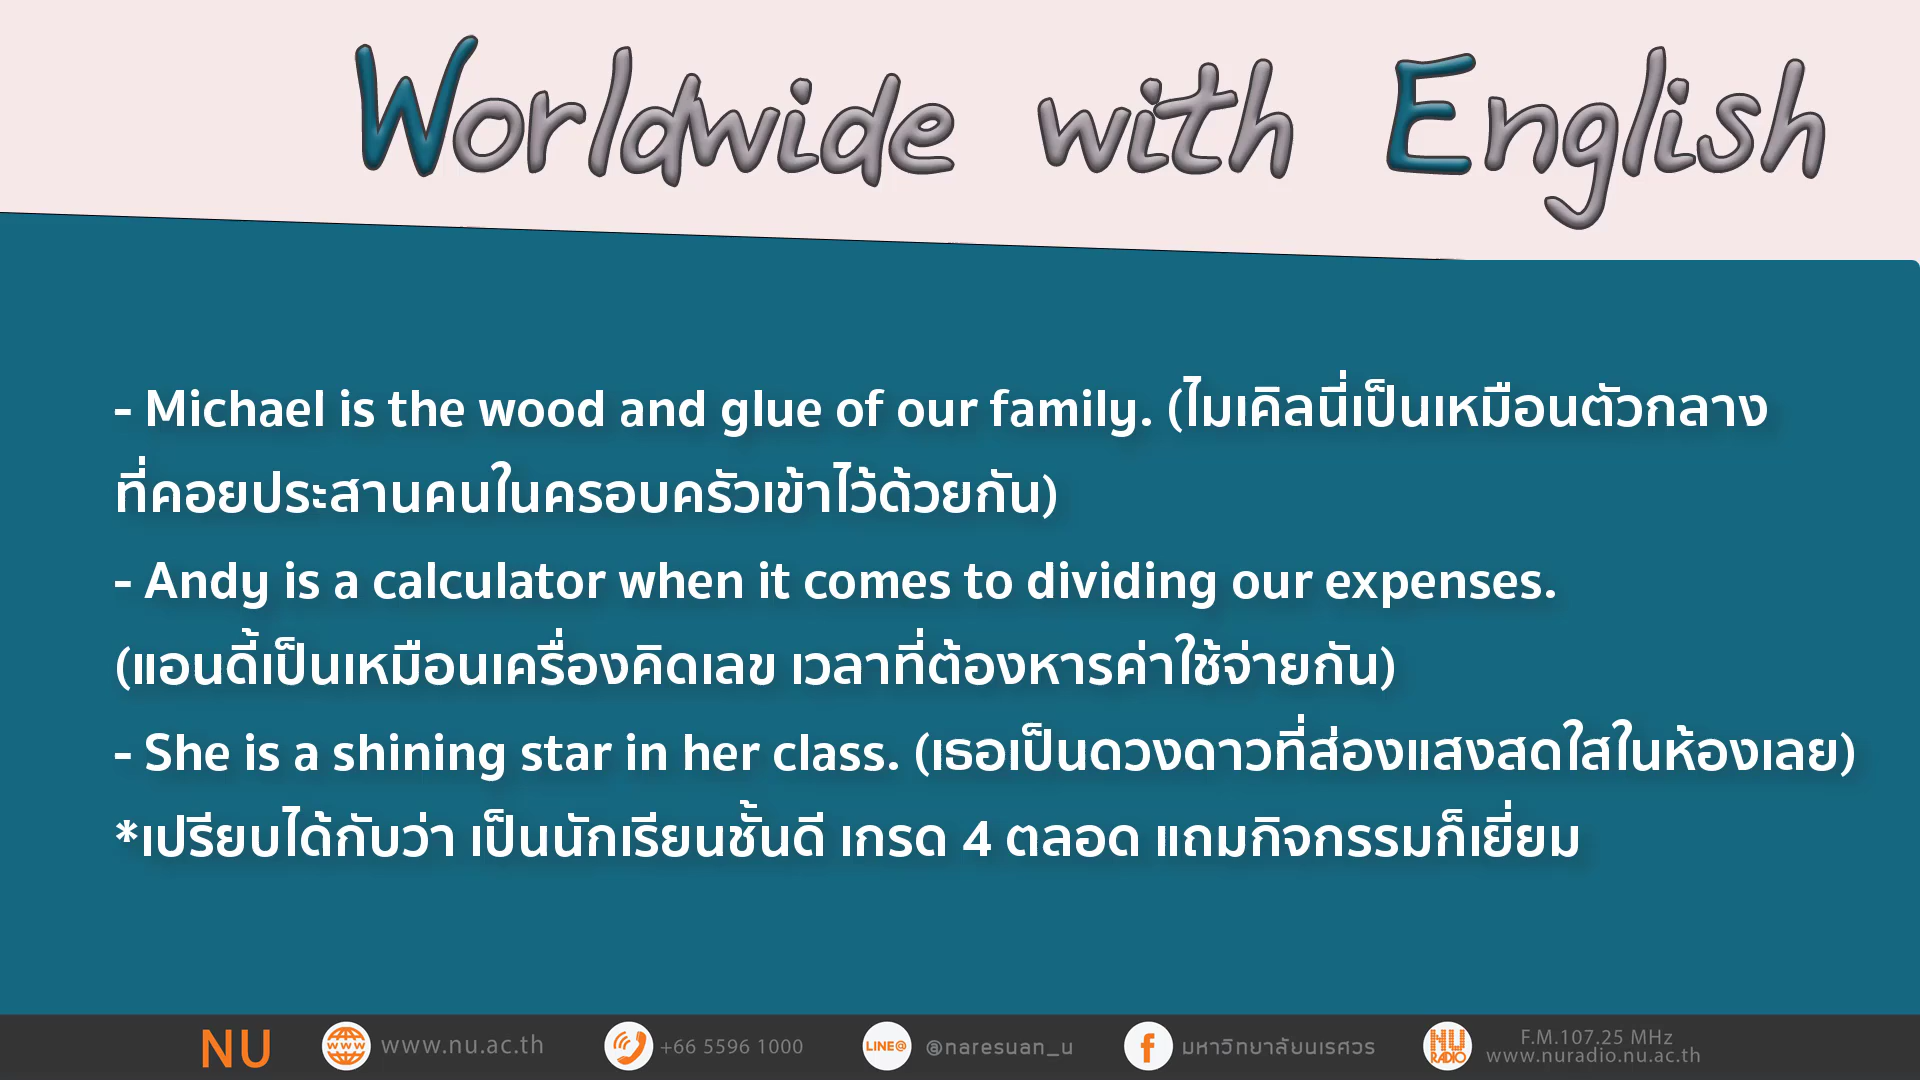 Worldwide with English
- Michael is the wood and glue of our family. (ไมเคิลนี่เป็นเหมือนตัวกลาง
ที่คอยประสานคนในครอบครัวเข้าไว้ด้วยกัน)
- Andy is a calculator when it comes to dividing our expenses.
(แอนดี้เป็นเหมือนเครื่องคิดเลข เวลาที่ต้องหารค่าใช้จ่ายกัน)
- She is a shining star in her class. (เธอเป็นดวงดาวที่ส่องแสงสดใสในห้องเลย)
*เปรียบได้กับว่า เป็นนักเรียนชั้นดี เกรด 4 ตลอด แถมกิจกรรมก็เยี่ยม
NU WWW www.nu.ac.th +66 5596 1000 LINE@ @naresuan_u f มหาวิทยาลัยนเรศวร NU RADIO F.M.107.25 MHz
www.nuradio.nu.ac.th